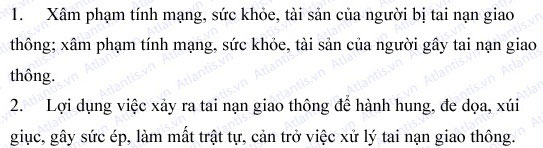 1. Xâm phạm tính mạng, sức khỏe, tài sản của người bị tai nạn giao
thông; xâm phạm tính mạng, sức khỏe, tài sản của người gây tai nạn giao
thông.
2. Lợi dụng việc xảy ra tai nạn giao thông để hành hung, đe dọa, xúi
giục, gây sức ép, làm mất trật tự, cản trở việc xử lý tai nạn giao thông.